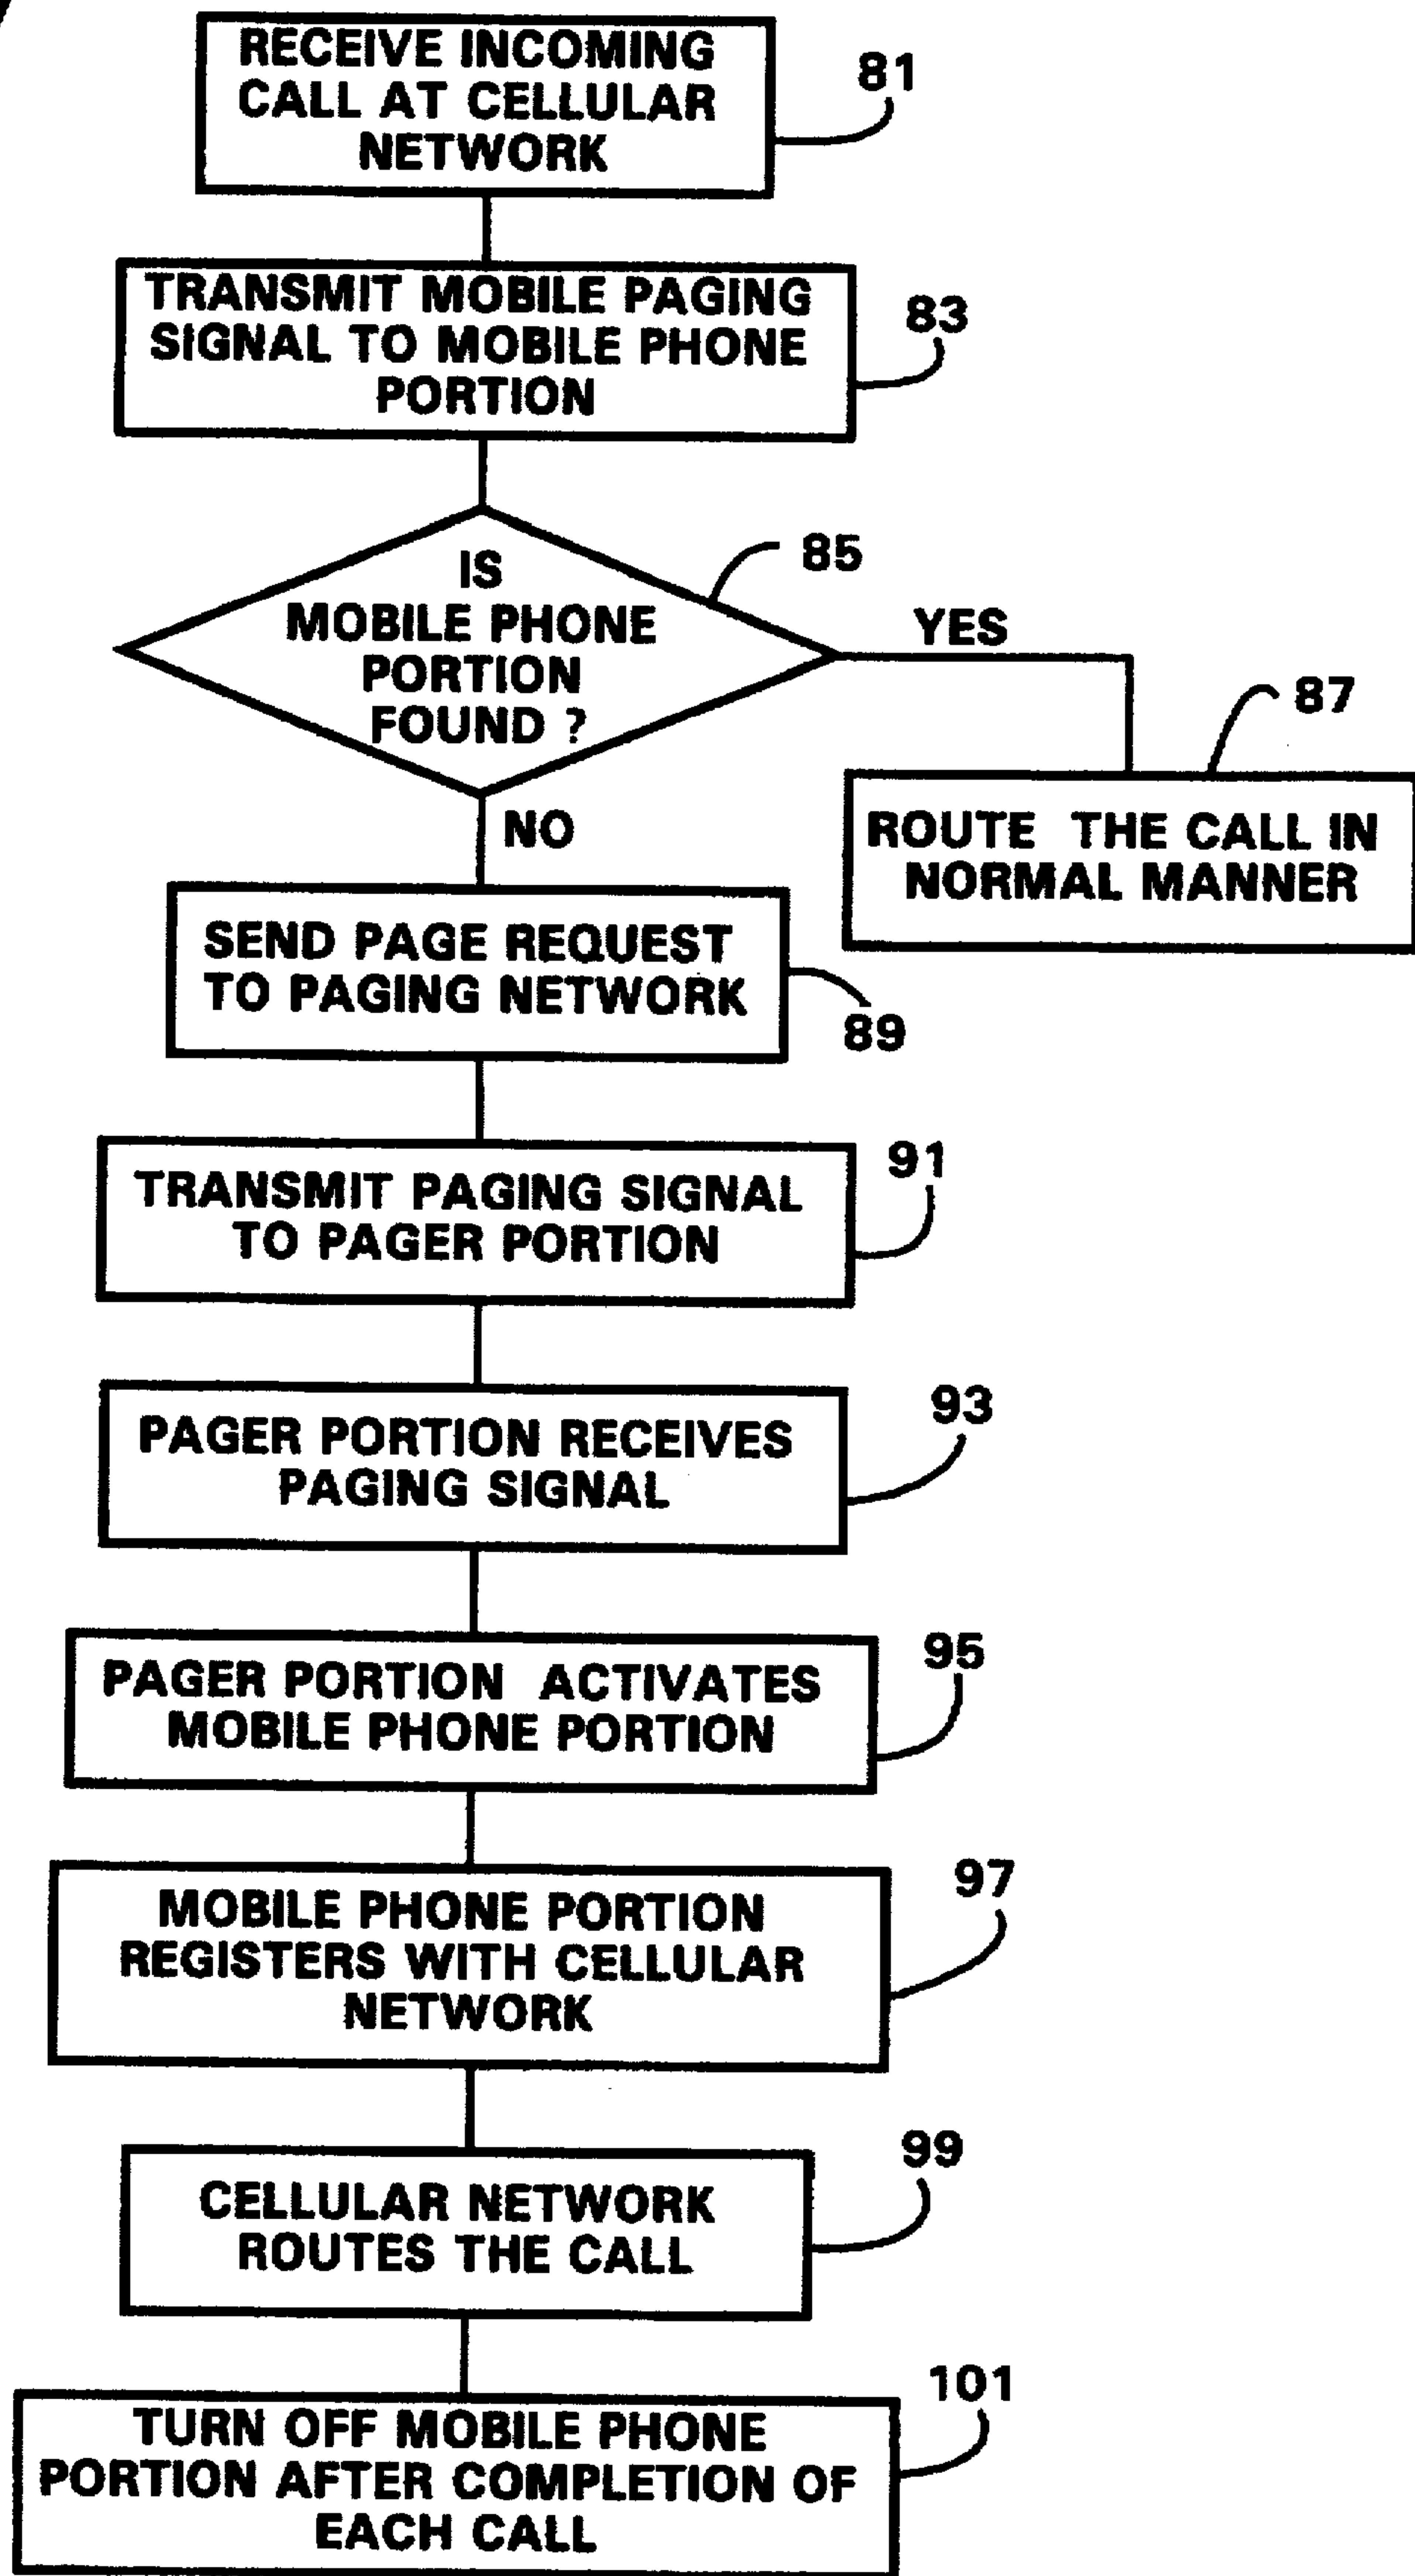 RECEIVE INCOMING
CALL AT CELLULAR
NETWORK
81
TRANSMIT MOBILE PAGING
SIGNAL TO MOBILE PHONE
PORTION
83
IS
MOBILE PHONE
PORTION
FOUND ?
85
YES
87
ROUTE THE CALL IN
NORMAL MANNER
NO
SEND PAGE REQUEST
TO PAGING NETWORK
89
TRANSMIT PAGING SIGNAL
TO PAGER PORTION
91
PAGER PORTION RECEIVES
PAGING SIGNAL
93
PAGER PORTION ACTIVATES
MOBILE PHONE PORTION
95
MOBILE PHONE PORTION
REGISTERS WITH CELLULAR
NETWORK
97
CELLULAR NETWORK
ROUTES THE CALL
99
TURN OFF MOBILE PHONE
PORTION AFTER COMPLETION OF
EACH CALL
101